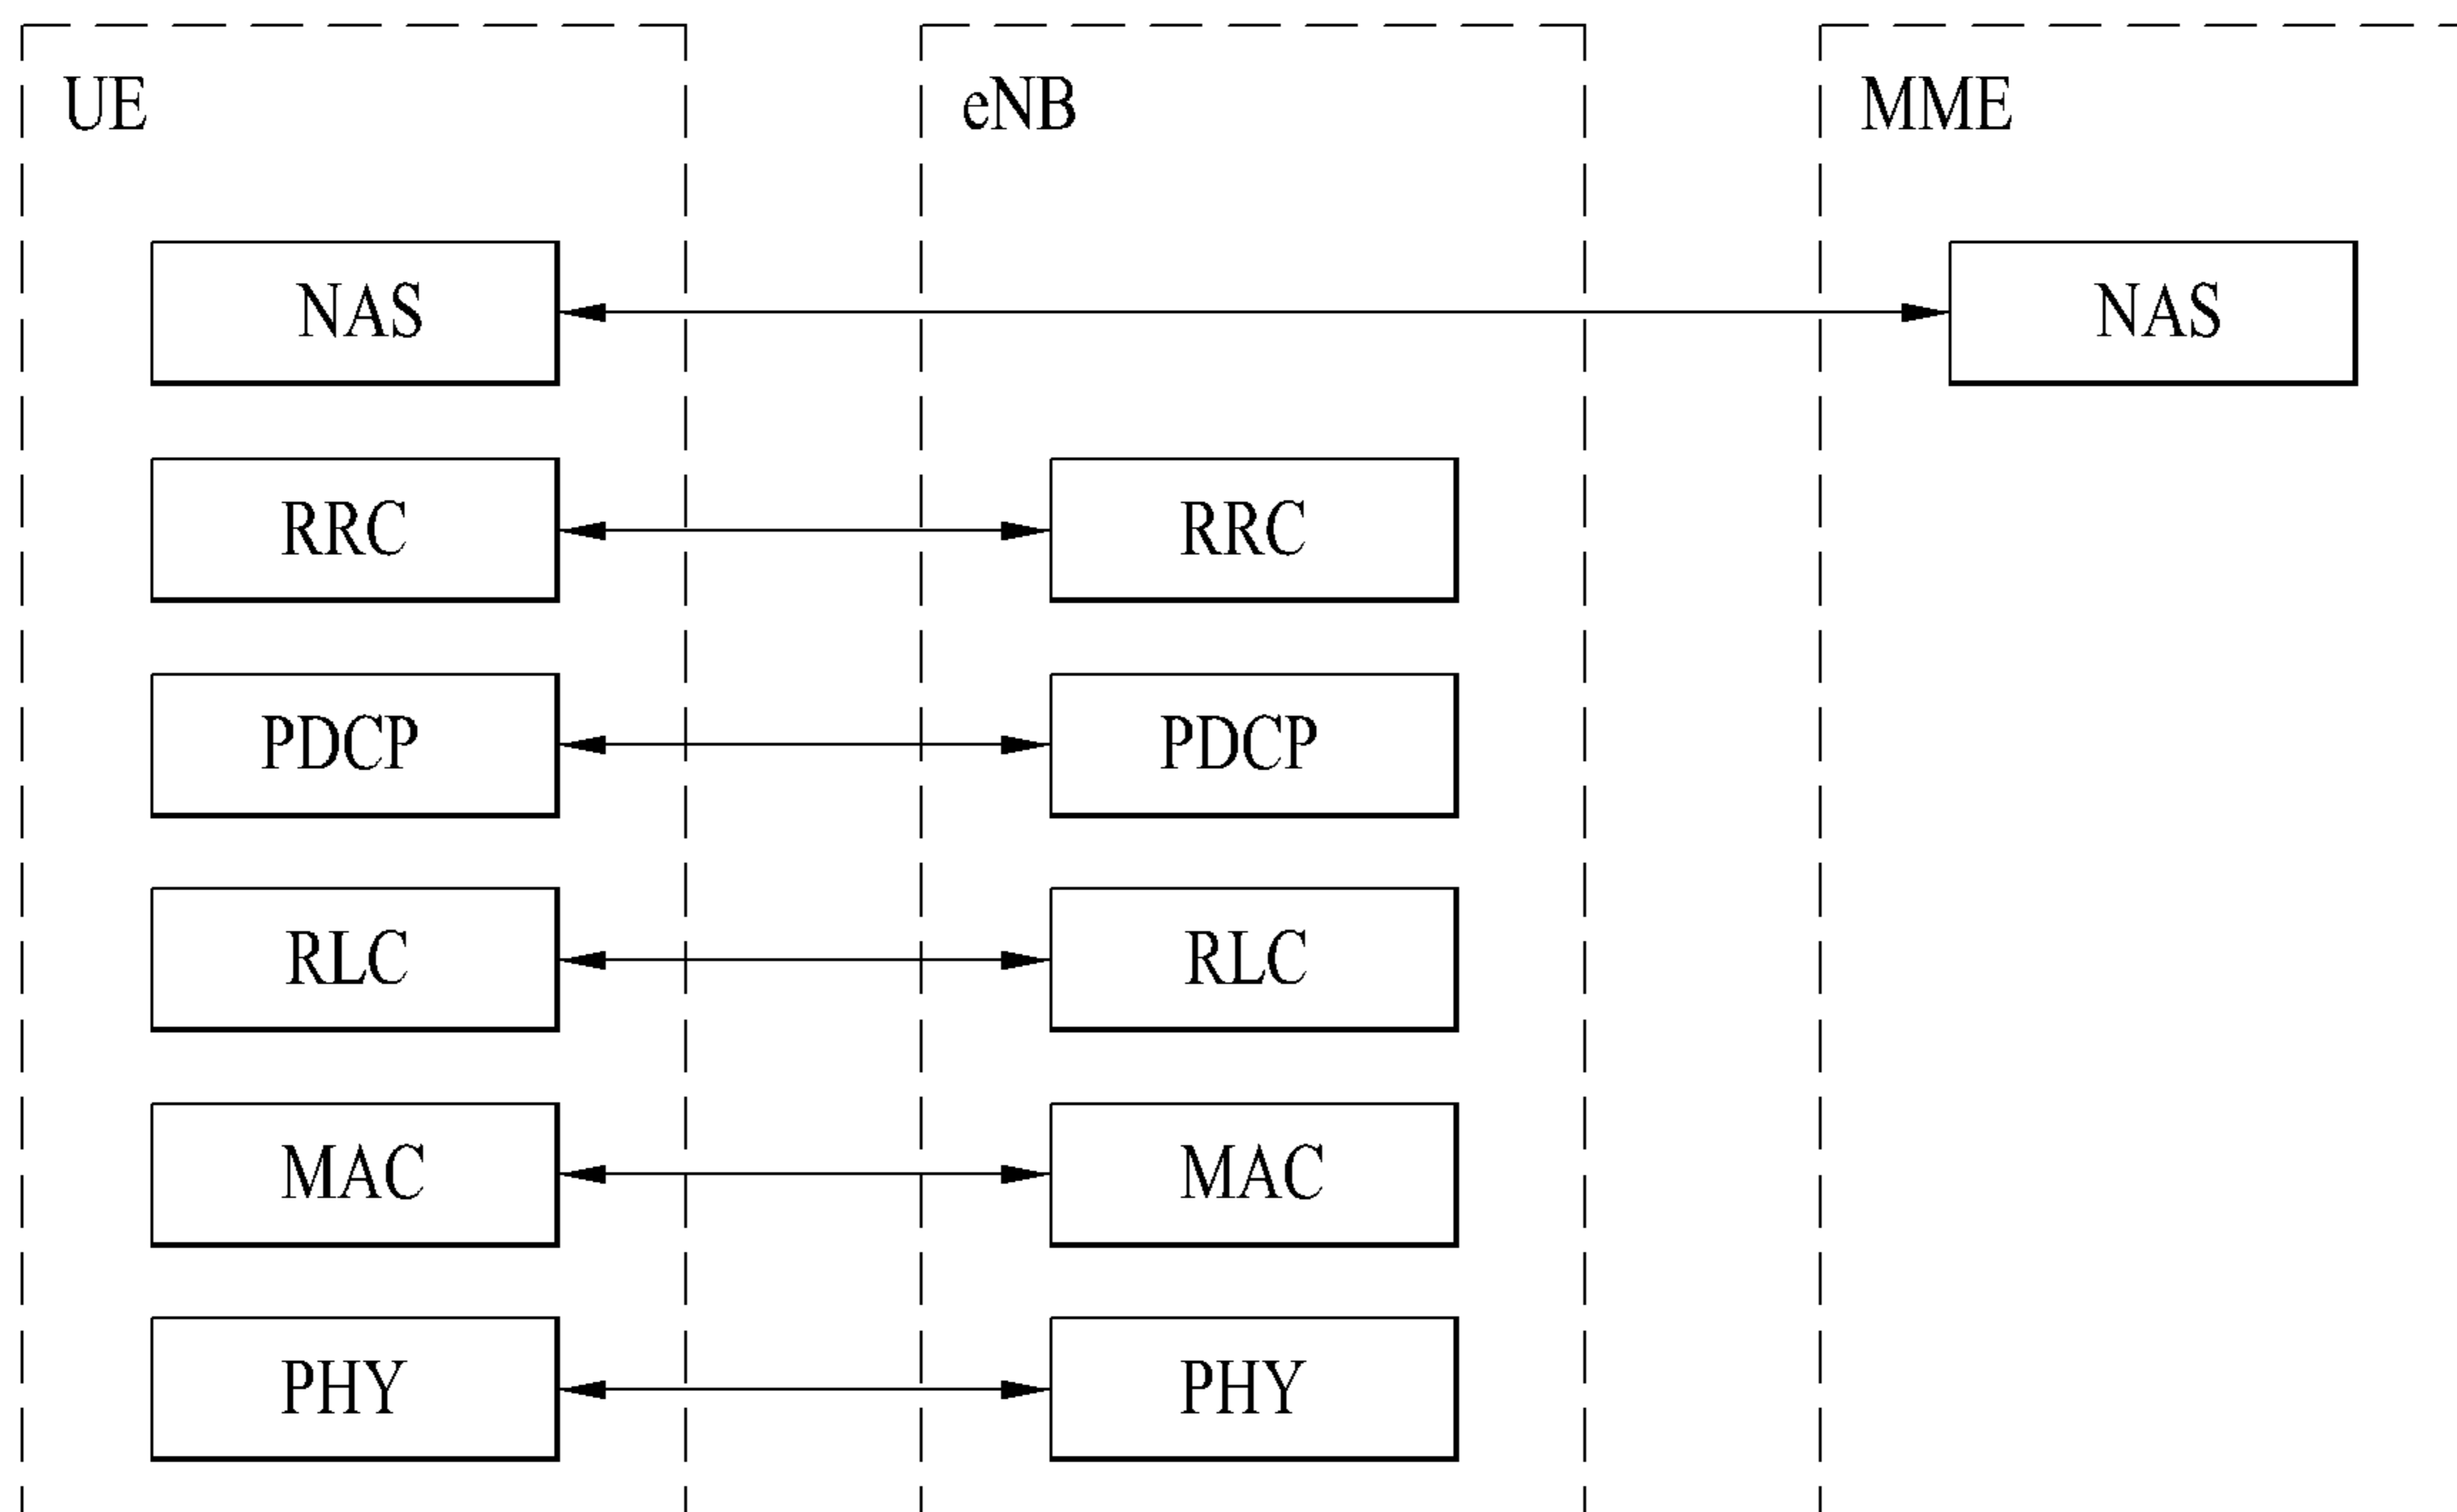 UE
eNB
MME
NAS
NAS
RRC
RRC
PDCP
PDCP
RLC
RLC
MAC
MAC
PHY
PHY